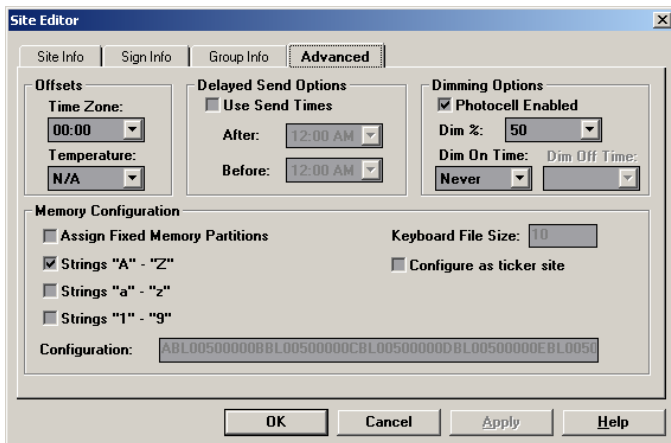 Site Editor
Site Info Sign Info Group Info Advanced
Offsets Delayed Send Options Dimming Options
Time Zone: Use Send Times Photocell Enabled
00:00 After: 12:00 AM Dim %: 50
Temperature: Dim On Time: Dim Off Time:
N/A Before: 12:00 AM Never
Memory Configuration
Assign Fixed Memory Partitions Keyboard File Size: 10
Strings "A" - "Z" Configure as ticker site
Strings "a" - "z"
Strings "1" - "9"
Configuration: ABL00500000BBL00500000CBL00500000DBL00500000EBL0050
OK Cancel Apply Help